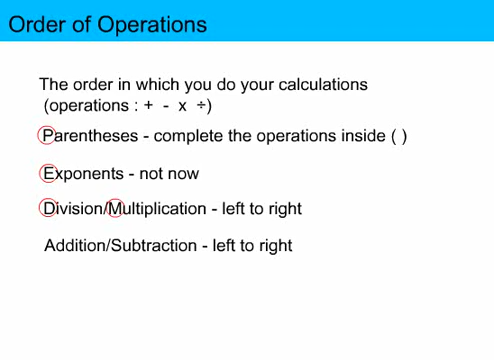 Order of Operations
The order in which you do your calculations
(operations : + - x ÷)
Parentheses - complete the operations inside ( )
Exponents - not now
Division/Multiplication - left to right
Addition/Subtraction - left to right